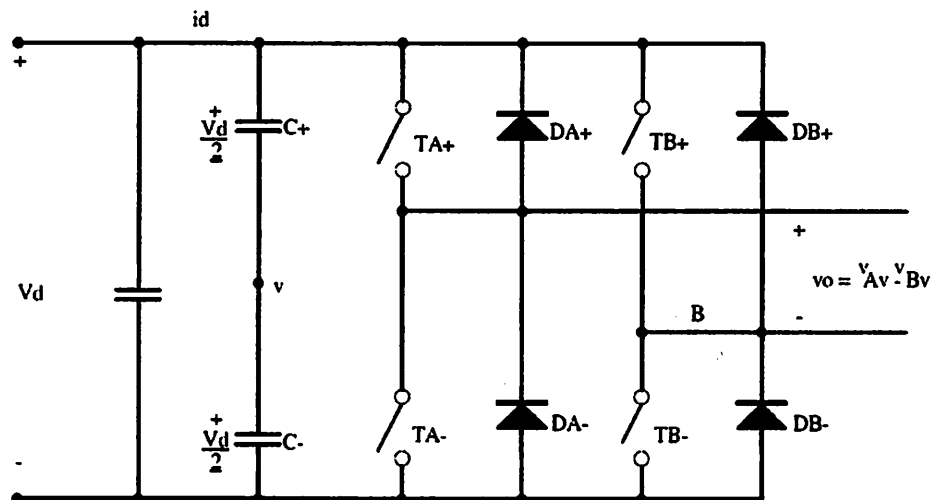 id
+
+
Vd
2
C+
TA+
DA+
TB+
DB+
+
Vd
v
vo = vAv - vBv
B
-
+
Vd
2
C-
TA-
DA-
TB-
DB-
-